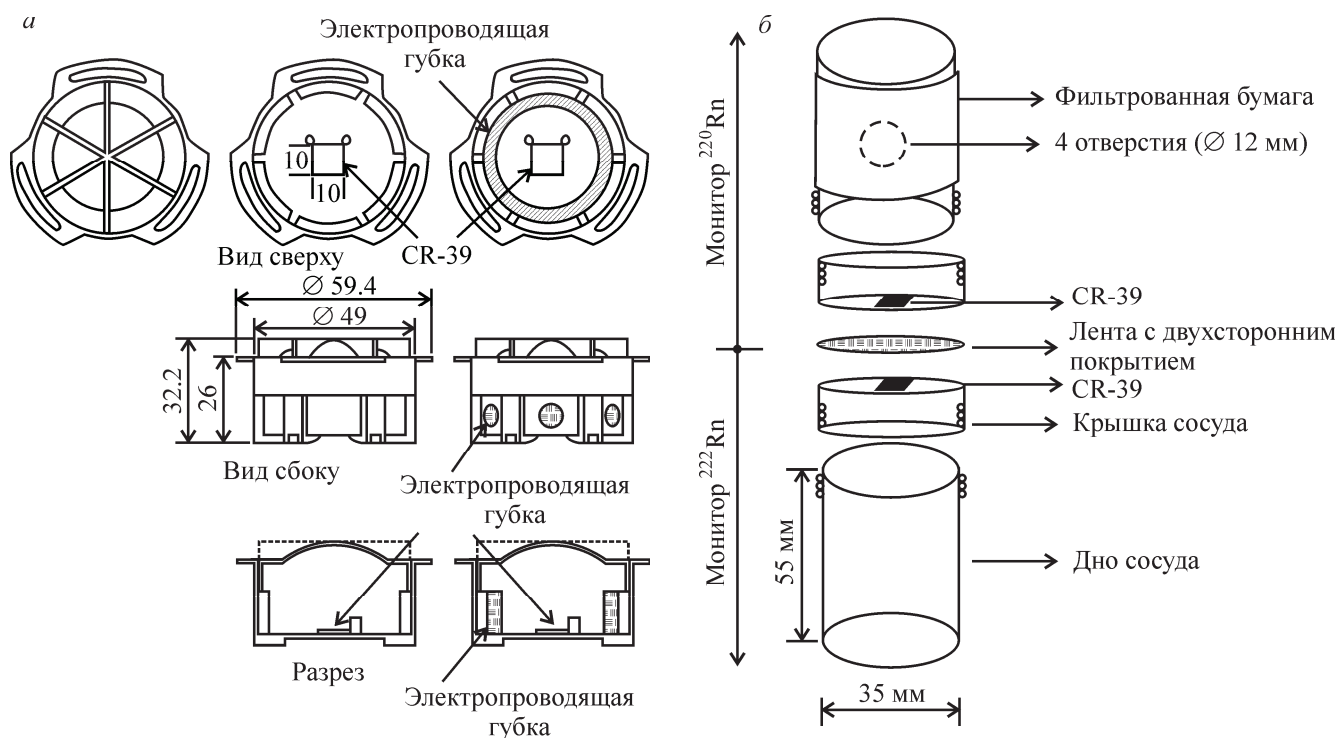 а
Электропроводящая
губка
10
10
Вид сверху
CR-39
∅ 59.4
∅ 49
32.2
26
Вид сбоку
Электропроводящая
губка
Разрез
Электропроводящая
губка
б
Монитор ²²⁰Rn
Фильтрованная бумага
4 отверстия (∅ 12 мм)
CR-39
Лента с двухсторонним
покрытием
CR-39
Крышка сосуда
Монитор ²²²Rn
55 мм
Дно сосуда
35 мм